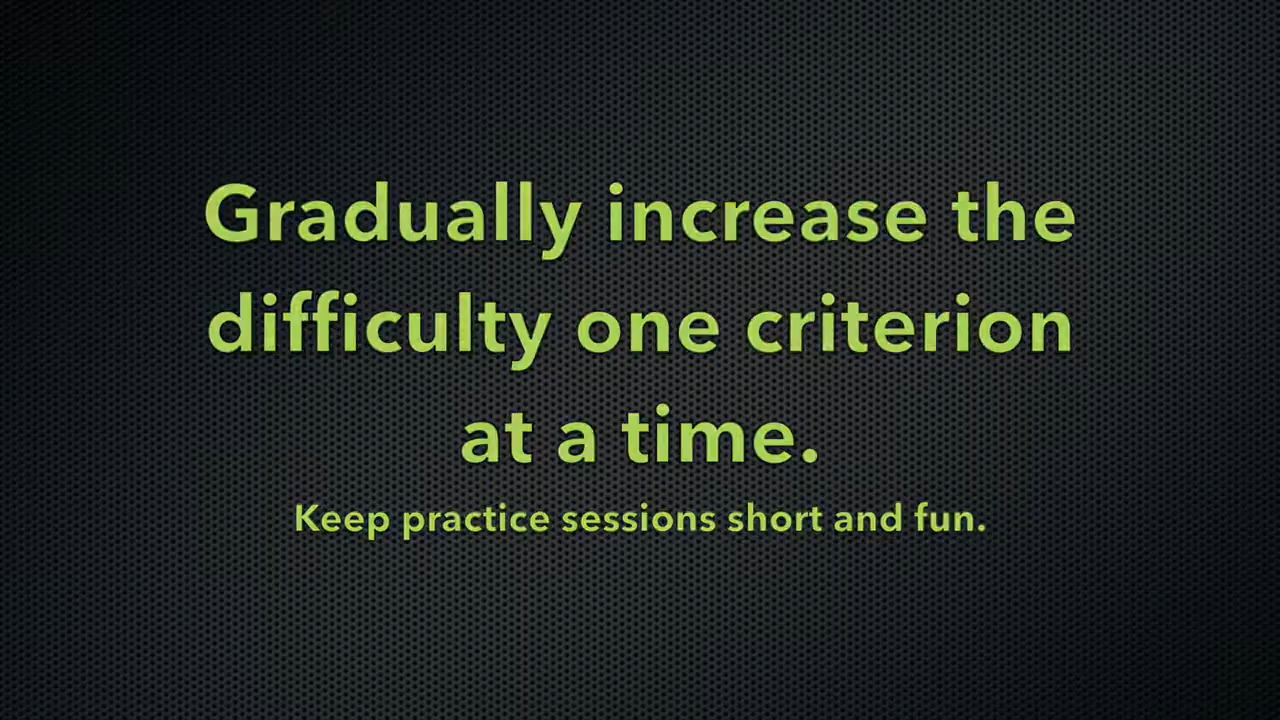 Gradually increase the
difficulty one criterion
at a time.
Keep practice sessions short and fun.